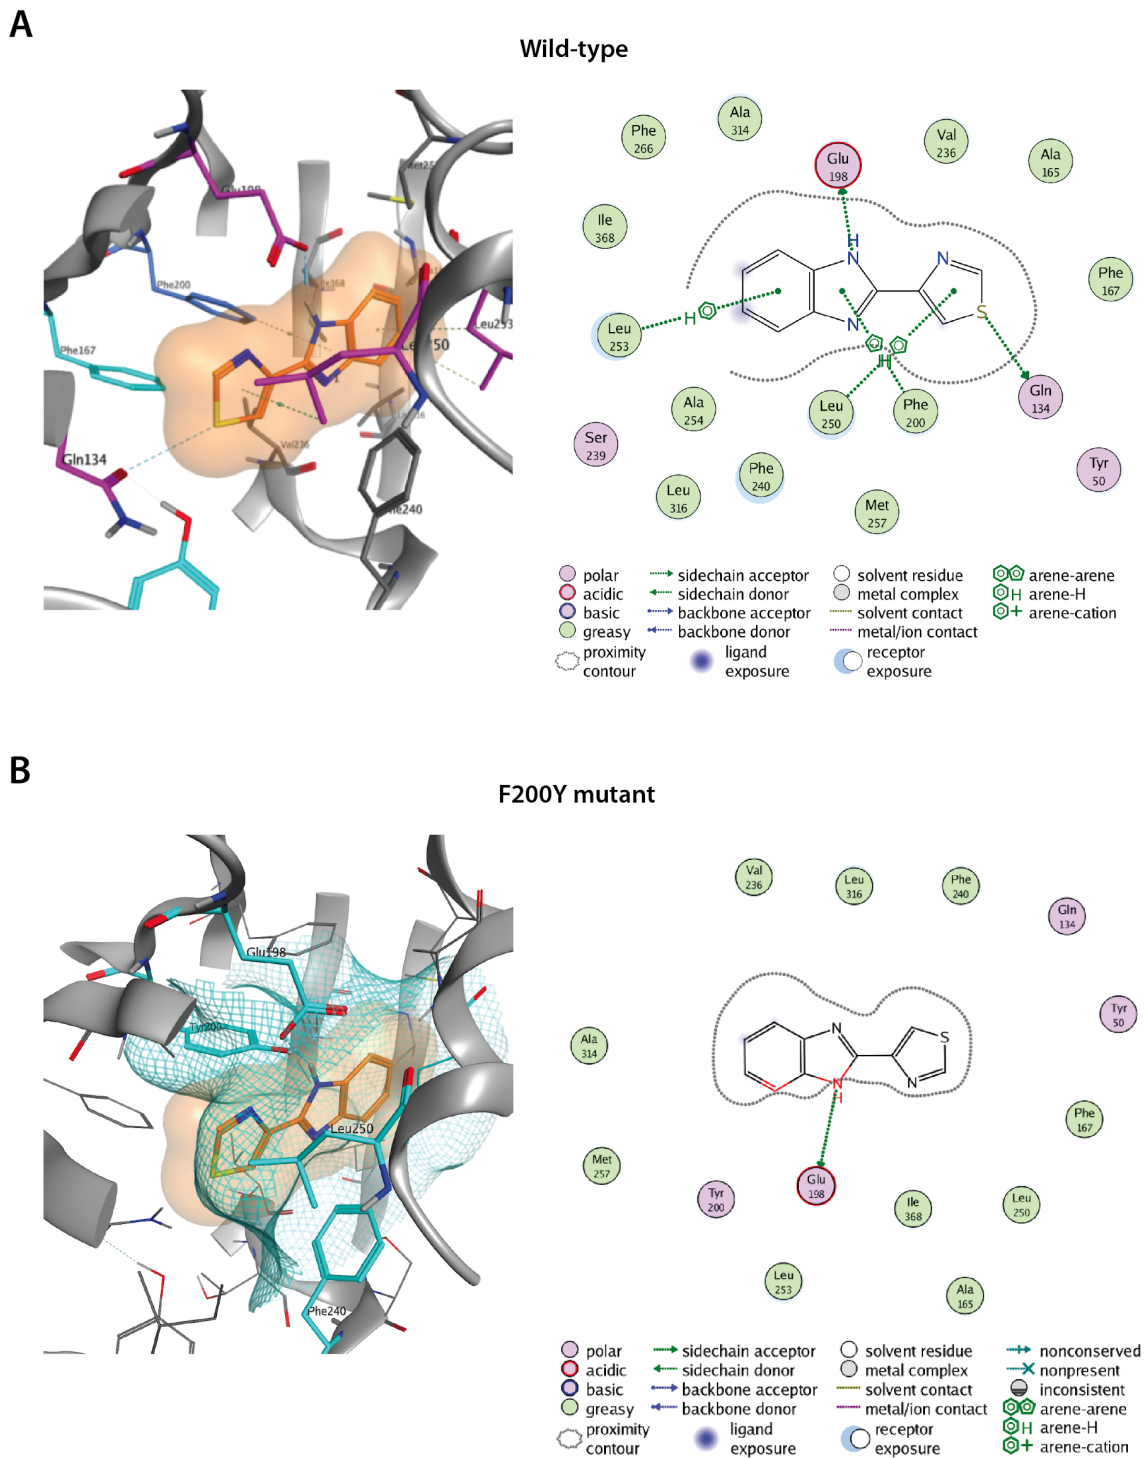 A
Wild-type
Glu198
Phe200
Phe167
Gln134
Val236
Leu253
Phe
266
Ala
314
Glu
198
Val
236
Ala
165
Ile
368
Phe
167
H
N
N
N
S
Leu
253
H
H
Ala
254
Leu
250
Phe
200
Gln
134
Ser
239
Leu
316
Phe
240
Met
257
Tyr
50
polar
sidechain acceptor
solvent residue
arene-arene
acidic
sidechain donor
metal complex
H
arene-H
basic
backbone acceptor
solvent contact
+
arene-cation
greasy
backbone donor
metal/ion contact
proximity
contour
ligand
exposure
receptor
exposure
B
F200Y mutant
Glu198
Tyr200
Leu250
Phe240
Val
236
Leu
316
Phe
240
Gln
134
Tyr
50
Ala
314
N
S
N
N
H
Phe
167
Met
257
Tyr
200
Glu
198
Ile
368
Leu
250
Leu
253
Ala
165
polar
sidechain acceptor
solvent residue
nonconserved
acidic
sidechain donor
metal complex
nonpresent
basic
backbone acceptor
solvent contact
inconsistent
greasy
backbone donor
metal/ion contact
arene-arene
proximity
contour
ligand
exposure
receptor
exposure
H
arene-H
+
arene-cation